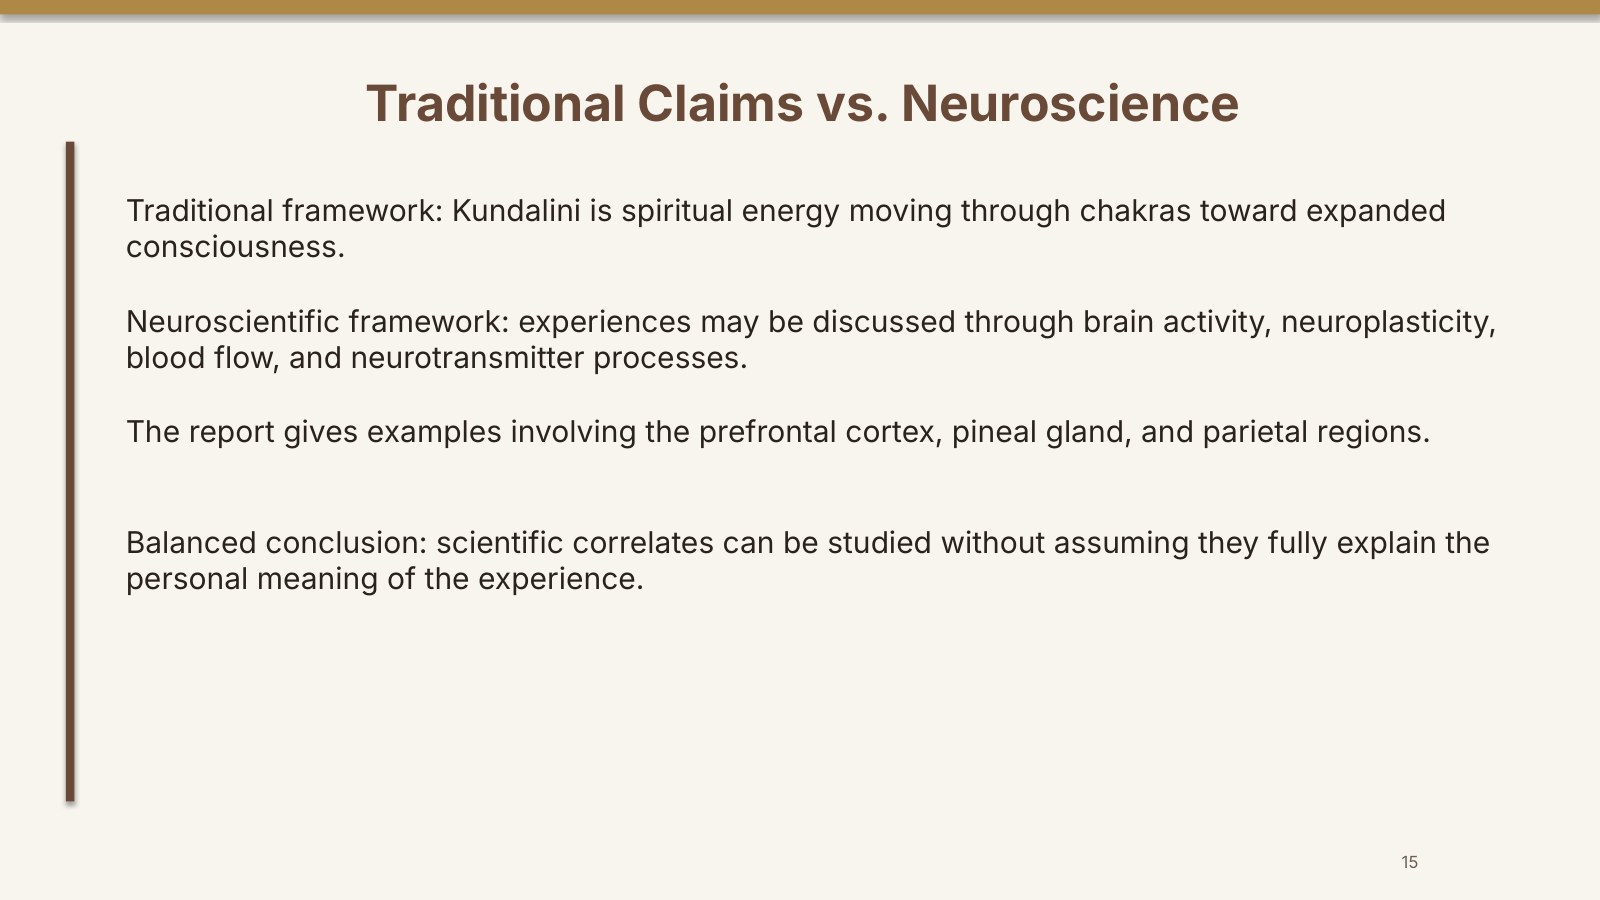 Traditional Claims vs. Neuroscience
Traditional framework: Kundalini is spiritual energy moving through chakras toward expanded
consciousness.
Neuroscientific framework: experiences may be discussed through brain activity, neuroplasticity,
blood flow, and neurotransmitter processes.
The report gives examples involving the prefrontal cortex, pineal gland, and parietal regions.
Balanced conclusion: scientific correlates can be studied without assuming they fully explain the
personal meaning of the experience.
15